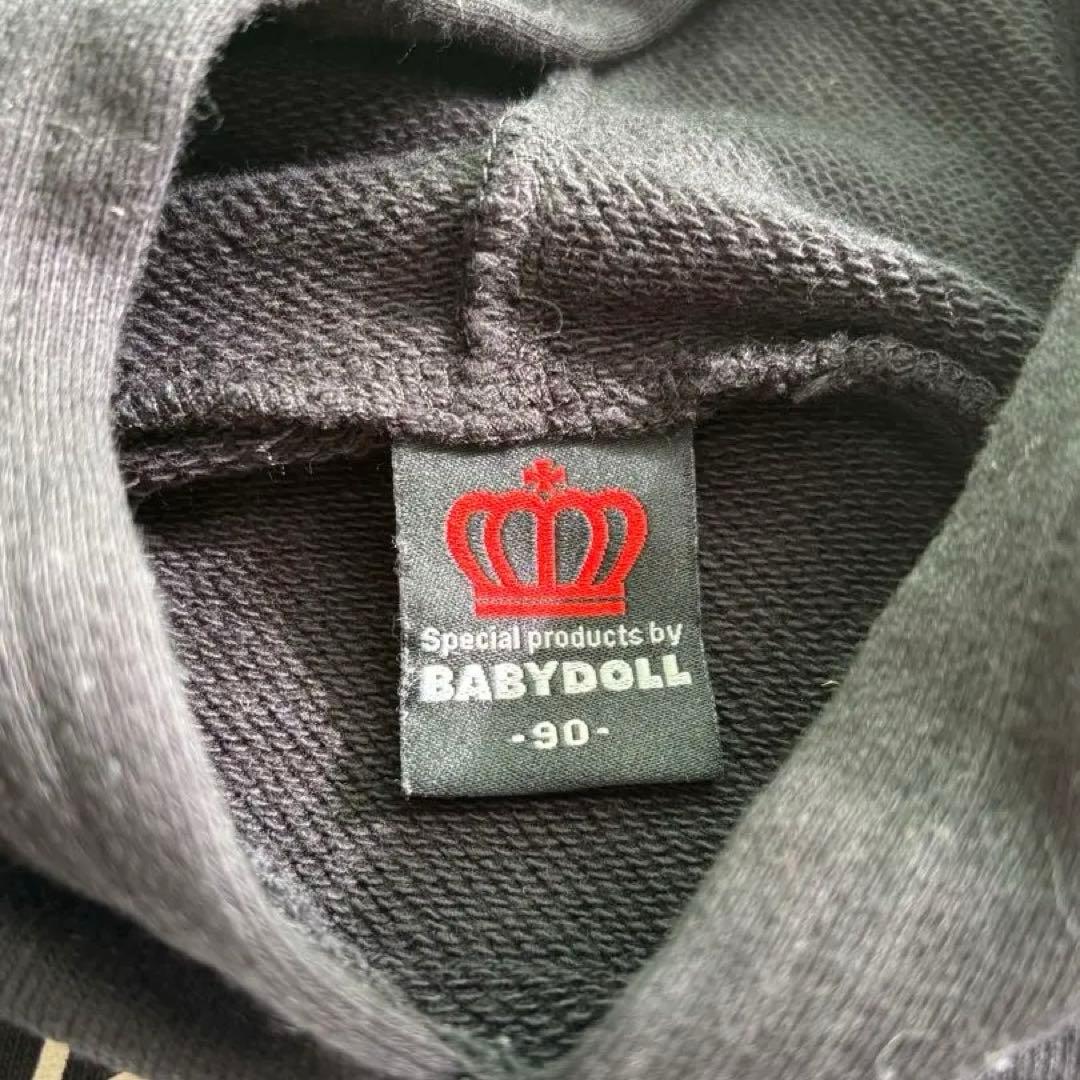 Special products by
BABYDOLL
-90-